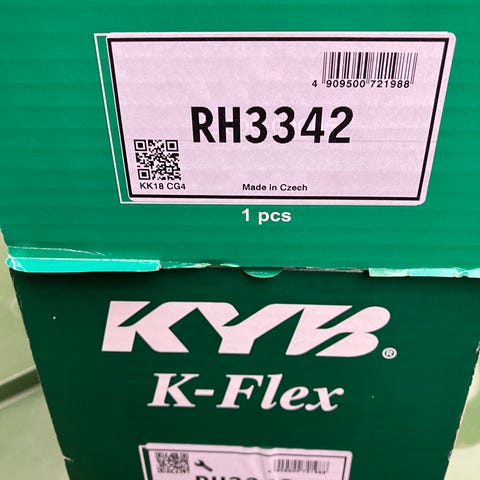 4 909500 721988
RH3342
KK18 CG4
Made in Czech
1 pcs
KYB®
K-Flex